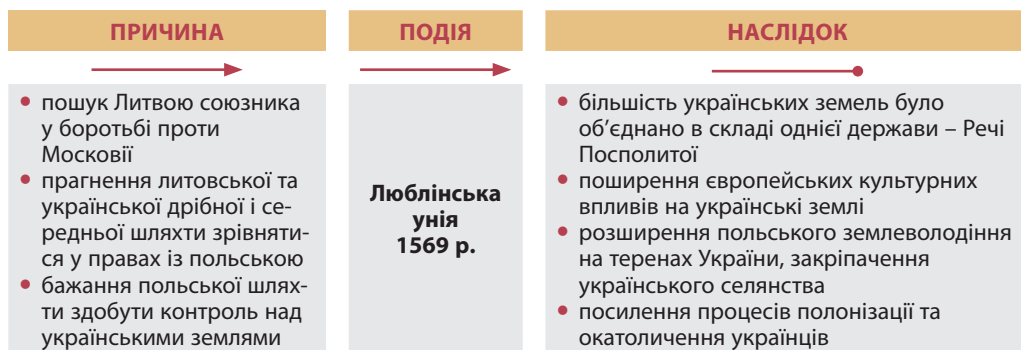 ПРИЧИНА
ПОДІЯ
НАСЛІДОК
• пошук Литвою союзника
у боротьбі проти
Московії
• прагнення литовської та
української дрібної і се-
редньої шляхти зрівняти-
ся у правах із польською
• бажання польської шлях-
ти здобути контроль над
українськими землями
Люблінська
унія
1569 р.
• більшість українських земель було
об’єднано в складі однієї держави – Речі
Посполитої
• поширення європейських культурних
впливів на українські землі
• розширення польського землеволодіння
на теренах України, закріпачення
українського селянства
• посилення процесів полонізації та
окатоличення українців